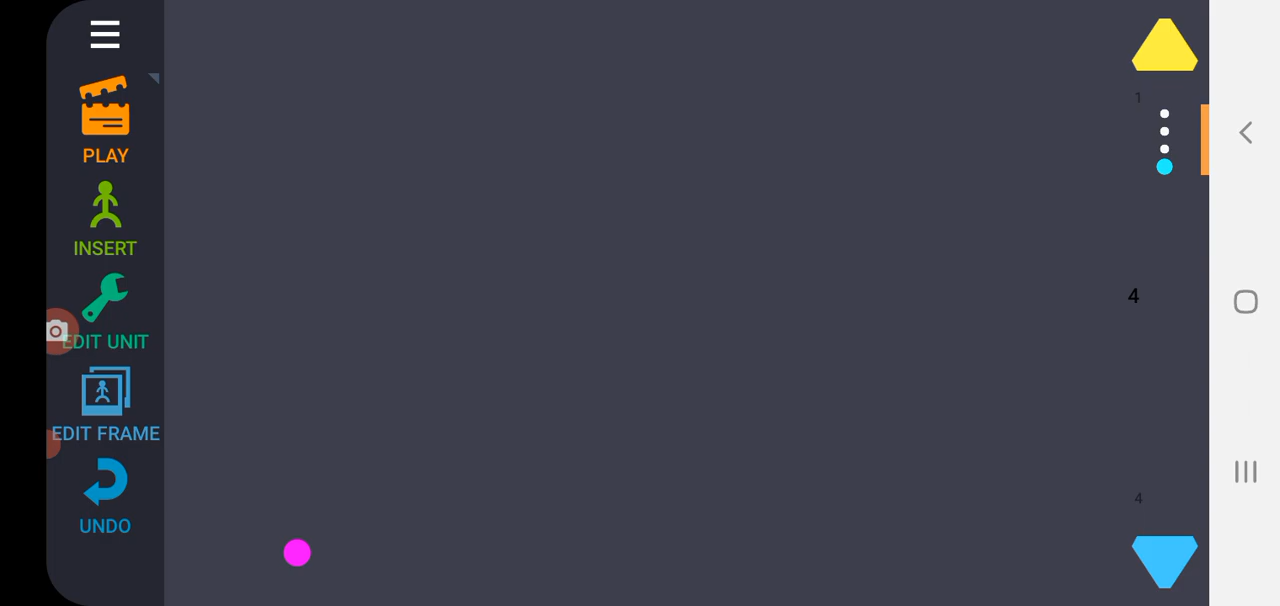 PLAY
INSERT
EDIT UNIT
EDIT FRAME
UNDO
1
4
4